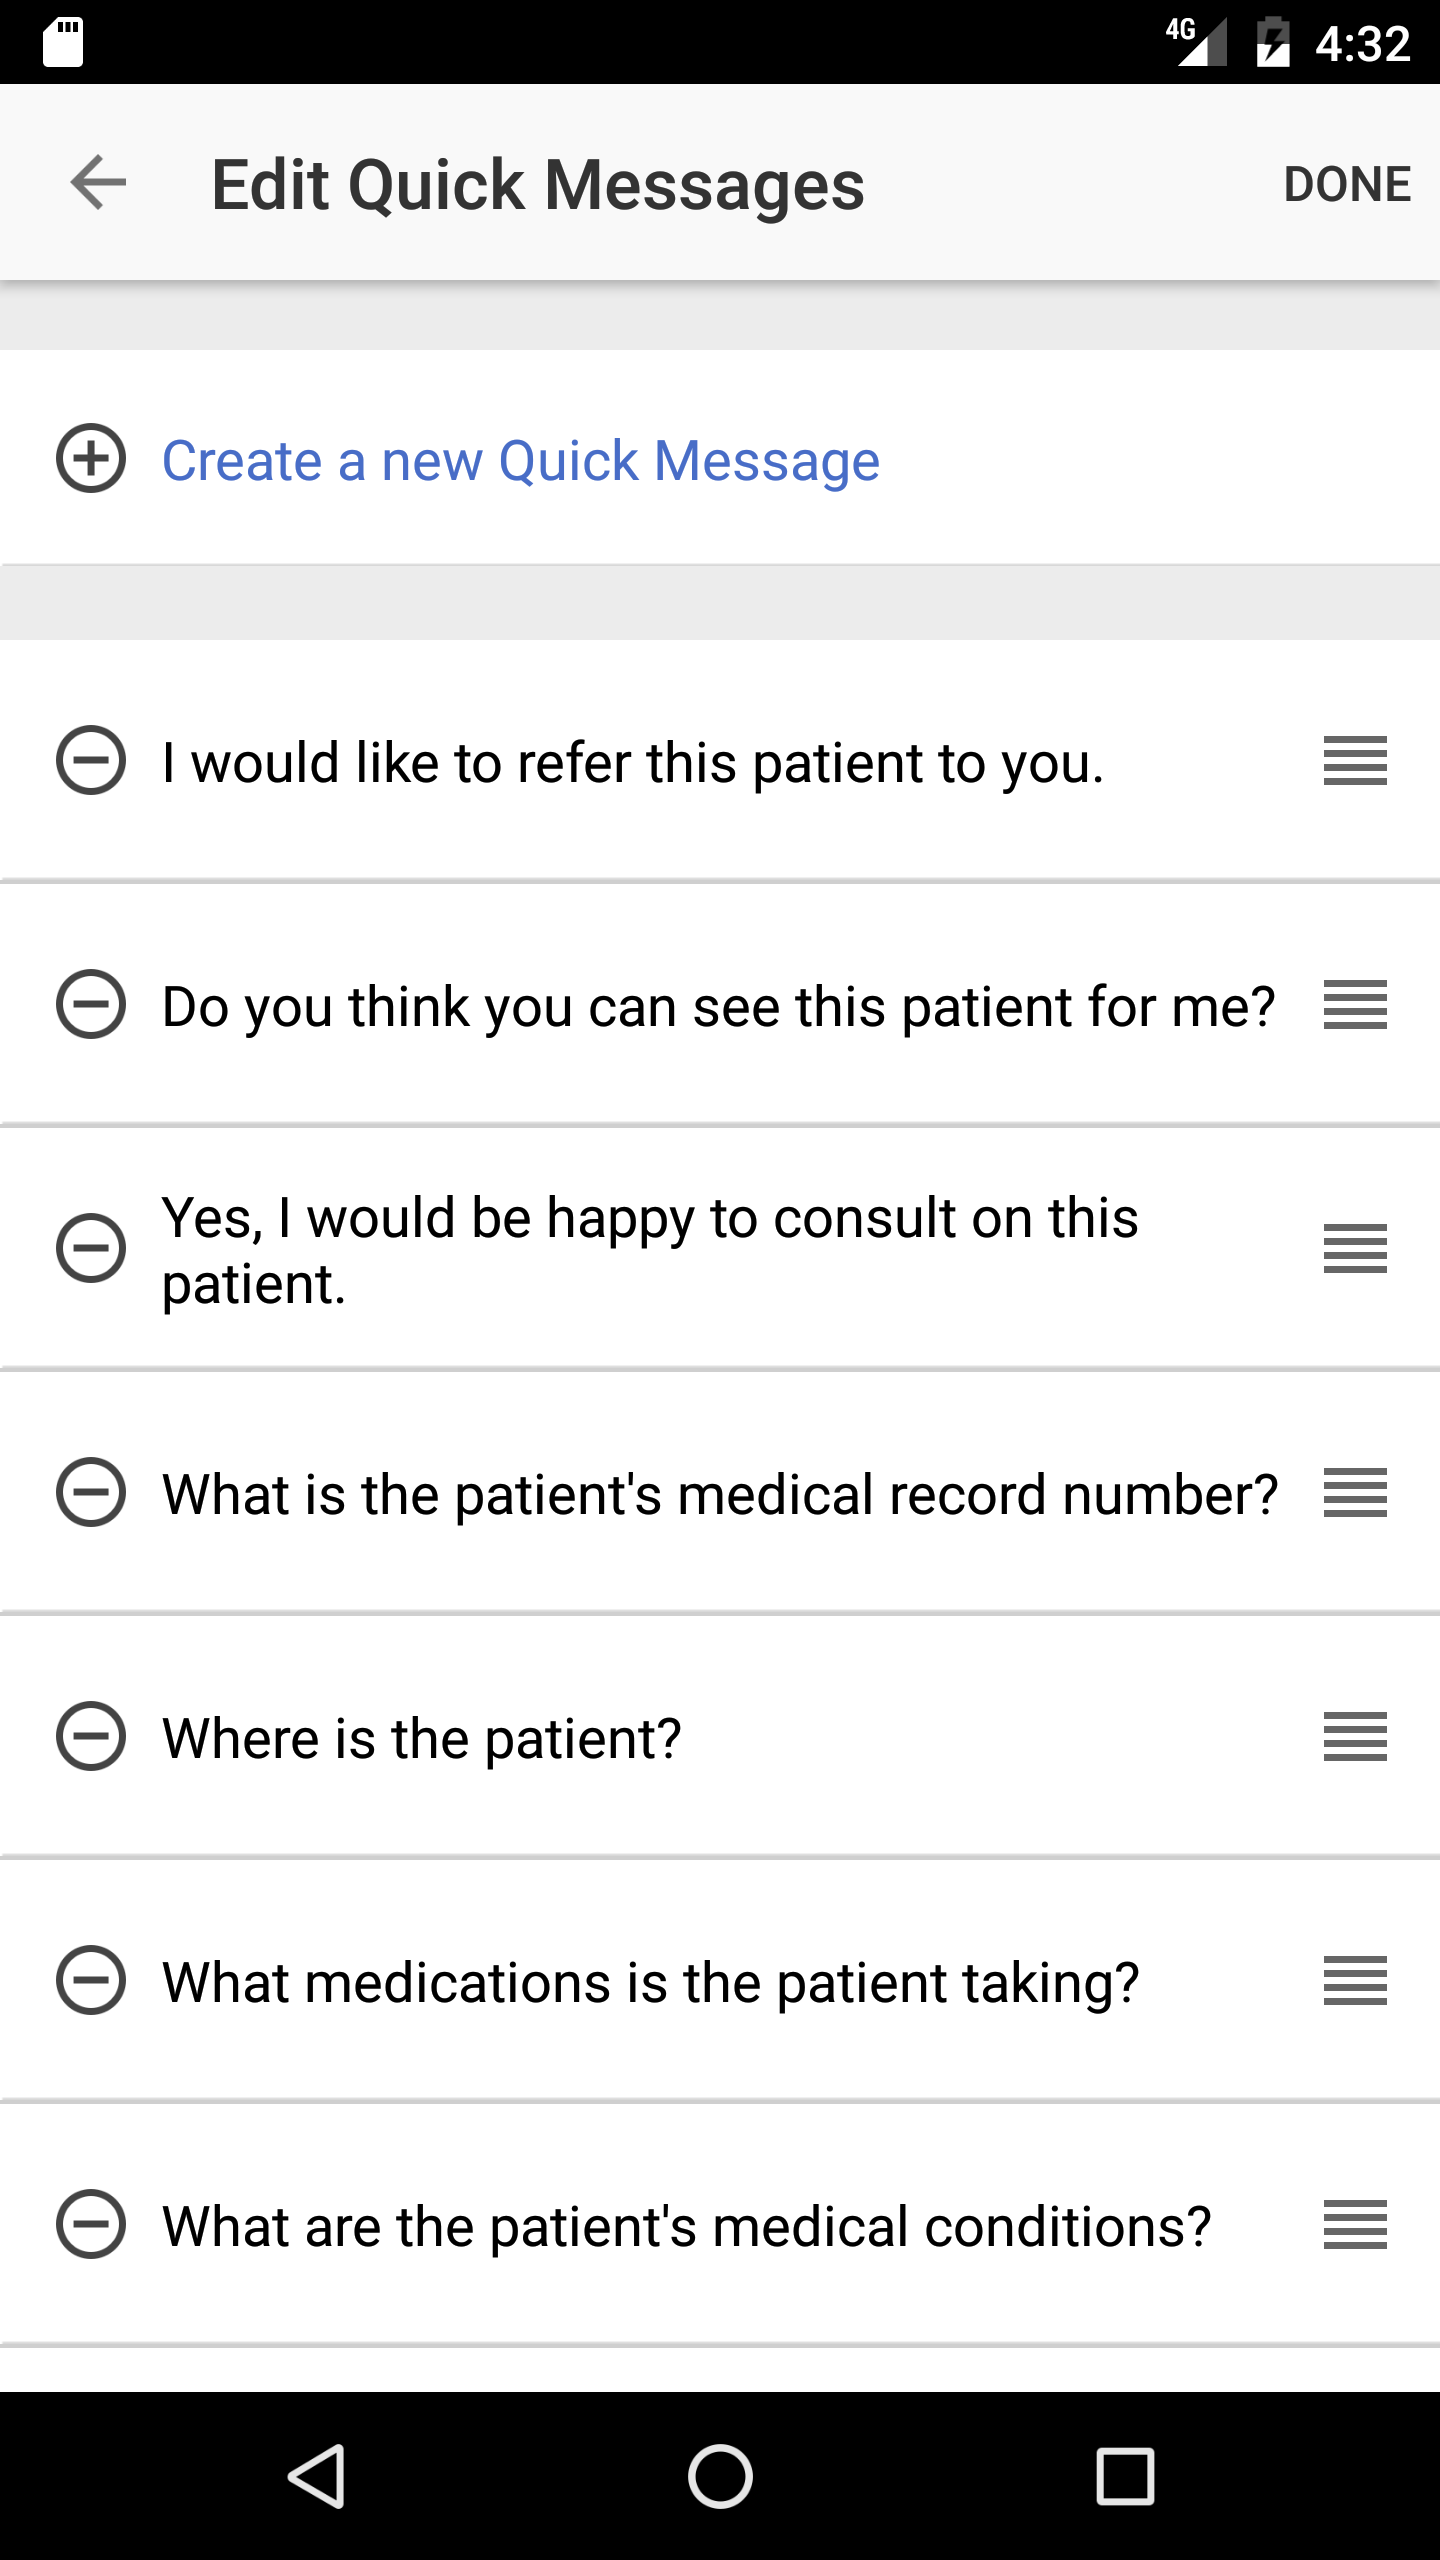 4G 4:32
Edit Quick Messages DONE
Create a new Quick Message
I would like to refer this patient to you.
Do you think you can see this patient for me?
Yes, I would be happy to consult on this
patient.
What is the patient's medical record number?
Where is the patient?
What medications is the patient taking?
What are the patient's medical conditions?